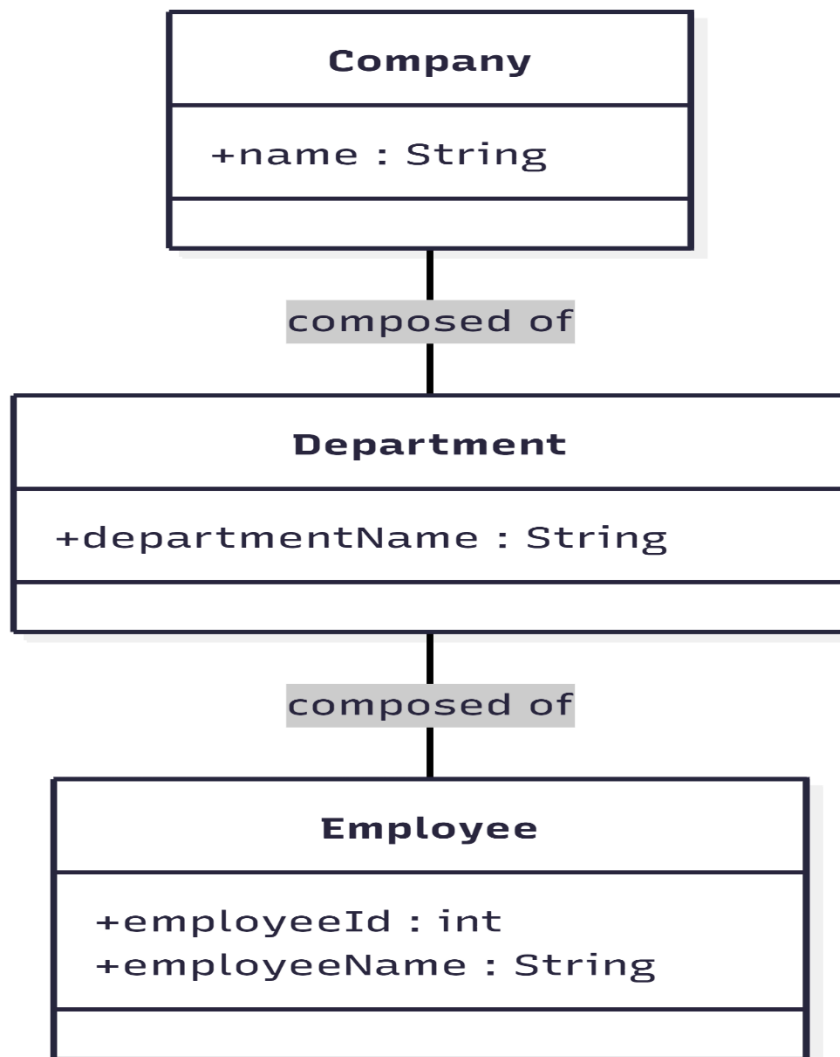 Company
+name : String
composed of
Department
+departmentName : String
composed of
Employee
+employeeId : int
+employeeName : String